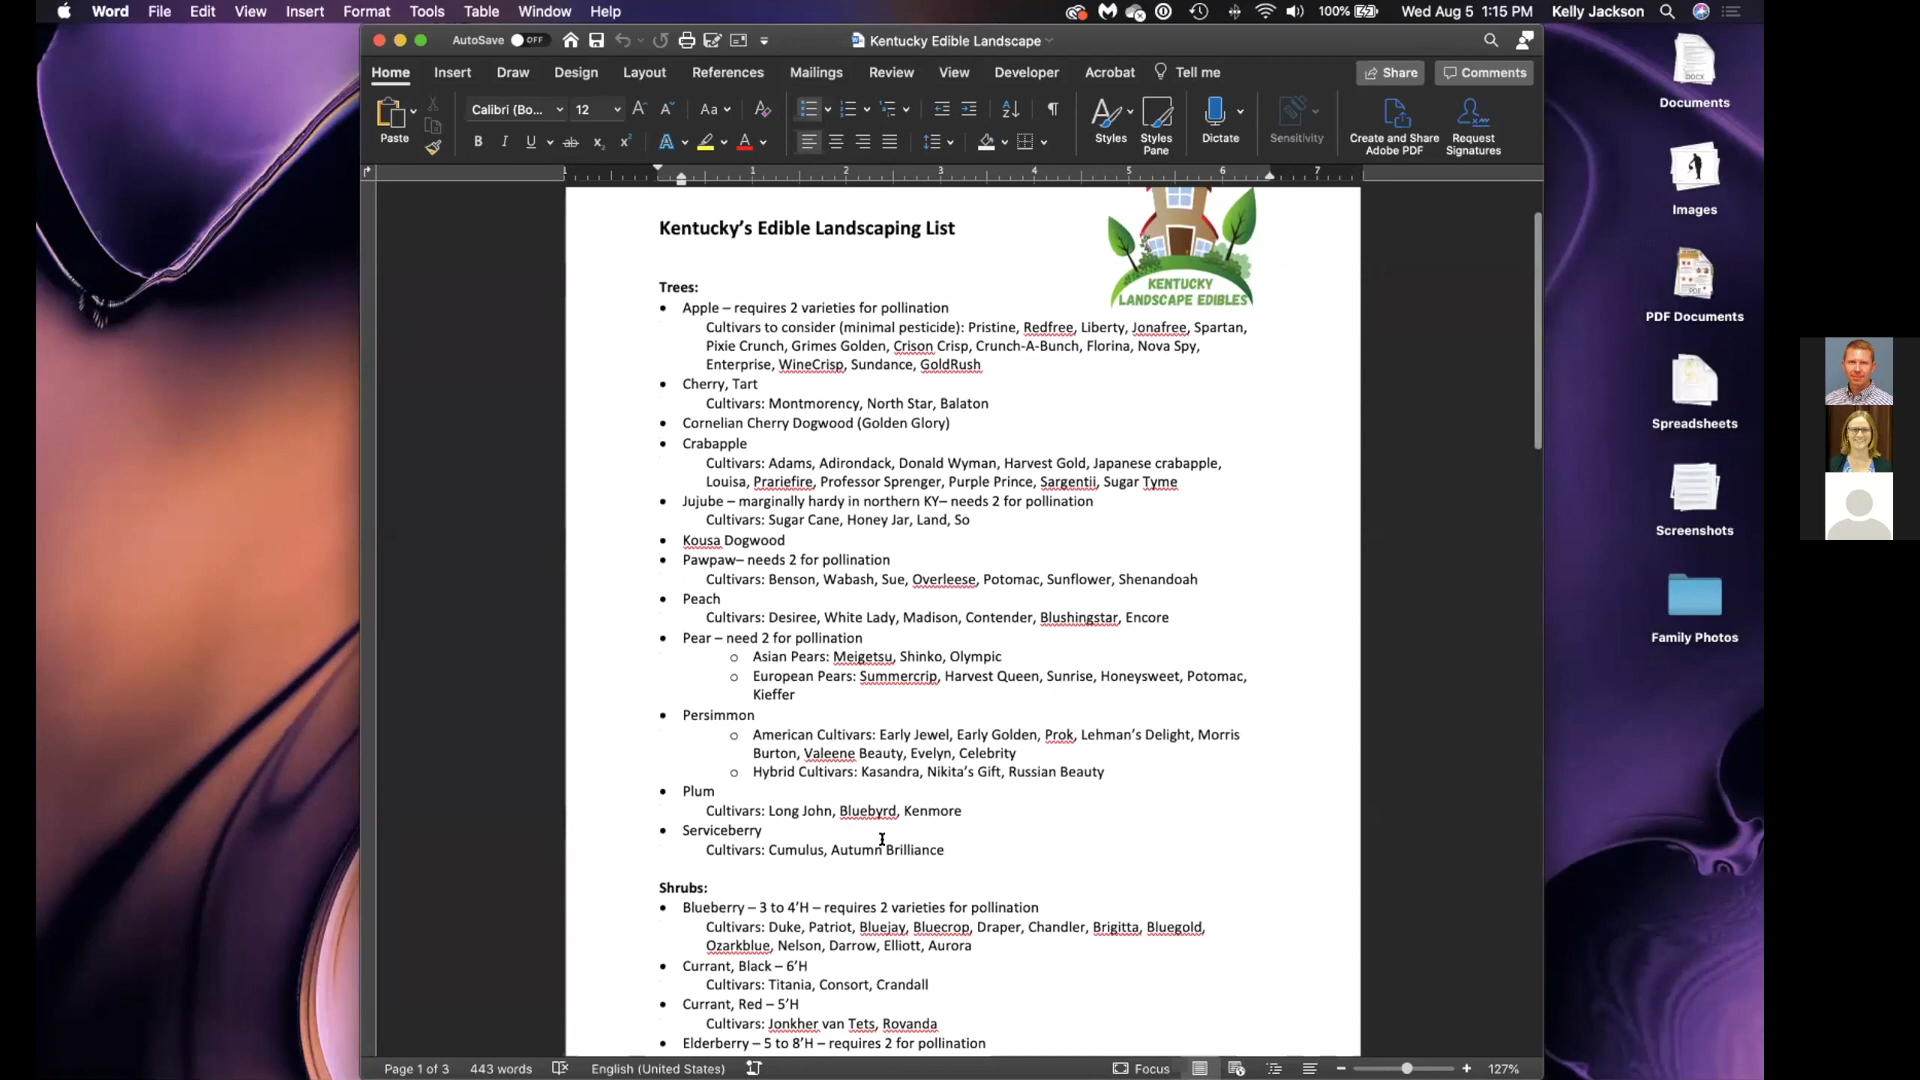 Word File Edit View Insert Format Tools Table Window Help 100% Wed Aug 5 1:15 PM Kelly Jackson
AutoSave OFF Kentucky Edible Landscape
Home Insert Draw Design Layout References Mailings Review View Developer Acrobat Tell me Share Comments
Calibri (Bo... 12
Paste
Styles
Styles
Pane
Dictate
Sensitivity
Create and Share
Adobe PDF
Request
Signatures
1 1 2 3 4 5 6 7
Kentucky's Edible Landscaping List
KENTUCKY
LANDSCAPE EDIBLES
Trees:
• Apple – requires 2 varieties for pollination
Cultivars to consider (minimal pesticide): Pristine, Redfree, Liberty, Jonafree, Spartan,
Pixie Crunch, Grimes Golden, Crison Crisp, Crunch-A-Bunch, Florina, Nova Spy,
Enterprise, WineCrisp, Sundance, GoldRush
• Cherry, Tart
Cultivars: Montmorency, North Star, Balaton
• Cornelian Cherry Dogwood (Golden Glory)
• Crabapple
Cultivars: Adams, Adirondack, Donald Wyman, Harvest Gold, Japanese crabapple,
Louisa, Prariefire, Professor Sprenger, Purple Prince, Sargentii, Sugar Tyme
• Jujube – marginally hardy in northern KY– needs 2 for pollination
Cultivars: Sugar Cane, Honey Jar, Land, So
• Kousa Dogwood
• Pawpaw– needs 2 for pollination
Cultivars: Benson, Wabash, Sue, Overleese, Potomac, Sunflower, Shenandoah
• Peach
Cultivars: Desiree, White Lady, Madison, Contender, Blushingstar, Encore
• Pear – need 2 for pollination
o Asian Pears: Meigetsu, Shinko, Olympic
o European Pears: Summercrip, Harvest Queen, Sunrise, Honeysweet, Potomac,
Kieffer
• Persimmon
o American Cultivars: Early Jewel, Early Golden, Prok, Lehman's Delight, Morris
Burton, Valeene Beauty, Evelyn, Celebrity
o Hybrid Cultivars: Kasandra, Nikita's Gift, Russian Beauty
• Plum
Cultivars: Long John, Bluebyrd, Kenmore
• Serviceberry
Cultivars: Cumulus, Autumn Brilliance
Shrubs:
• Blueberry – 3 to 4'H – requires 2 varieties for pollination
Cultivars: Duke, Patriot, Bluejay, Bluecrop, Draper, Chandler, Brigitta, Bluegold,
Ozarkblue, Nelson, Darrow, Elliott, Aurora
• Currant, Black – 6'H
Cultivars: Titania, Consort, Crandall
• Currant, Red – 5'H
Cultivars: Jonkher van Tets, Rovanda
• Elderberry – 5 to 8'H – requires 2 for pollination
Page 1 of 3 443 words English (United States) Focus 127%
DOCX
Documents
Images
PDF
PDF Documents
Spreadsheets
Screenshots
Family Photos